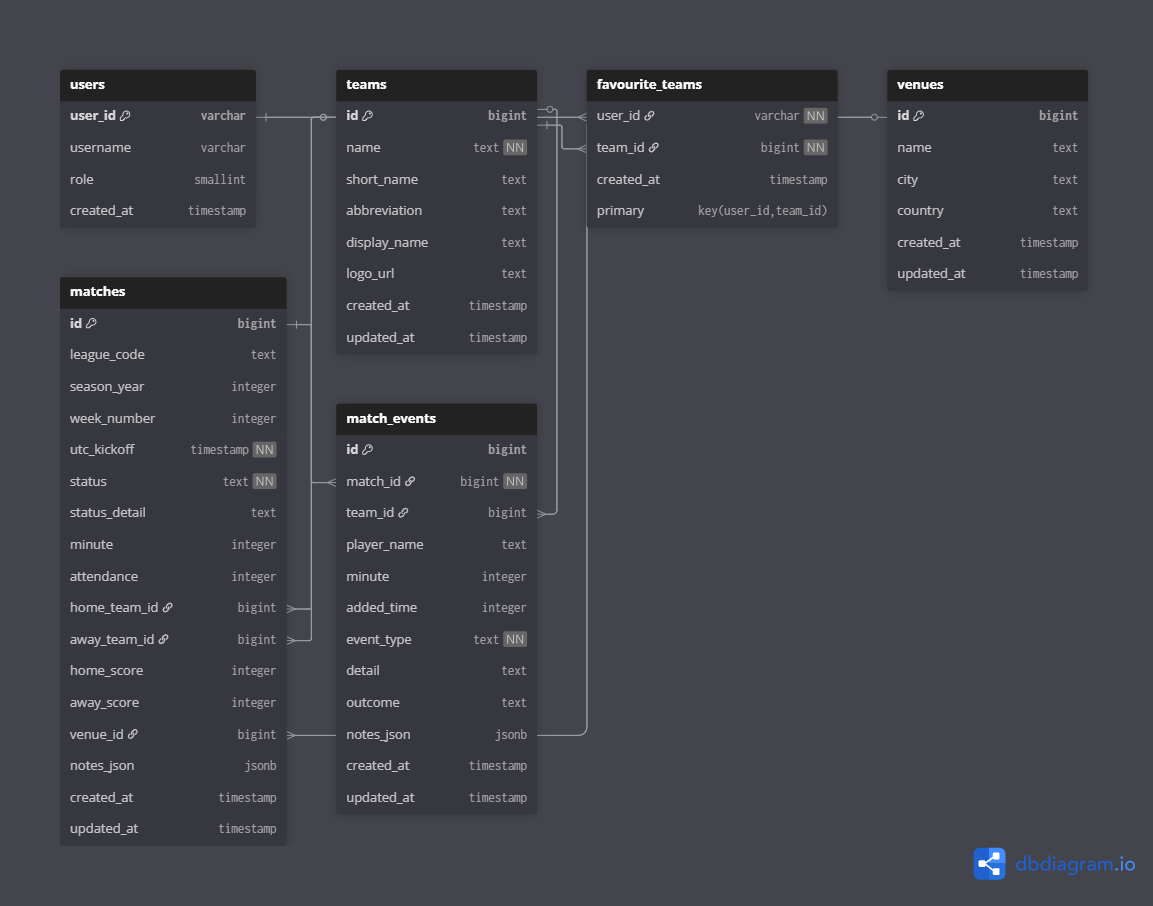 users
user_id varchar
username varchar
role smallint
created_at timestamp
teams
id bigint
name text NN
short_name text
abbreviation text
display_name text
logo_url text
created_at timestamp
updated_at timestamp
favourite_teams
user_id varchar NN
team_id bigint NN
created_at timestamp
primary key(user_id,team_id)
venues
id bigint
name text
city text
country text
created_at timestamp
updated_at timestamp
matches
id bigint
league_code text
season_year integer
week_number integer
utc_kickoff timestamp NN
status text NN
status_detail text
minute integer
attendance integer
home_team_id bigint
away_team_id bigint
home_score integer
away_score integer
venue_id bigint
notes_json jsonb
created_at timestamp
updated_at timestamp
match_events
id bigint
match_id bigint NN
team_id bigint
player_name text
minute integer
added_time integer
event_type text NN
detail text
outcome text
notes_json jsonb
created_at timestamp
updated_at timestamp
dbdiagram.io